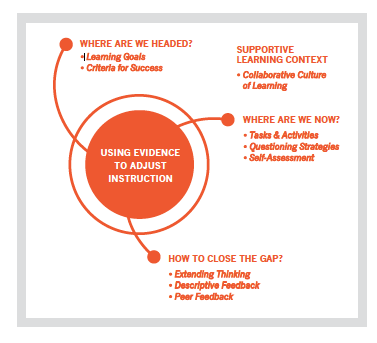 WHERE ARE WE HEADED?
• Learning Goals
• Criteria for Success
SUPPORTIVE
LEARNING CONTEXT
• Collaborative Culture
of Learning
WHERE ARE WE NOW?
• Tasks & Activities
• Questioning Strategies
• Self-Assessment
USING EVIDENCE
TO ADJUST
INSTRUCTION
HOW TO CLOSE THE GAP?
• Extending Thinking
• Descriptive Feedback
• Peer Feedback